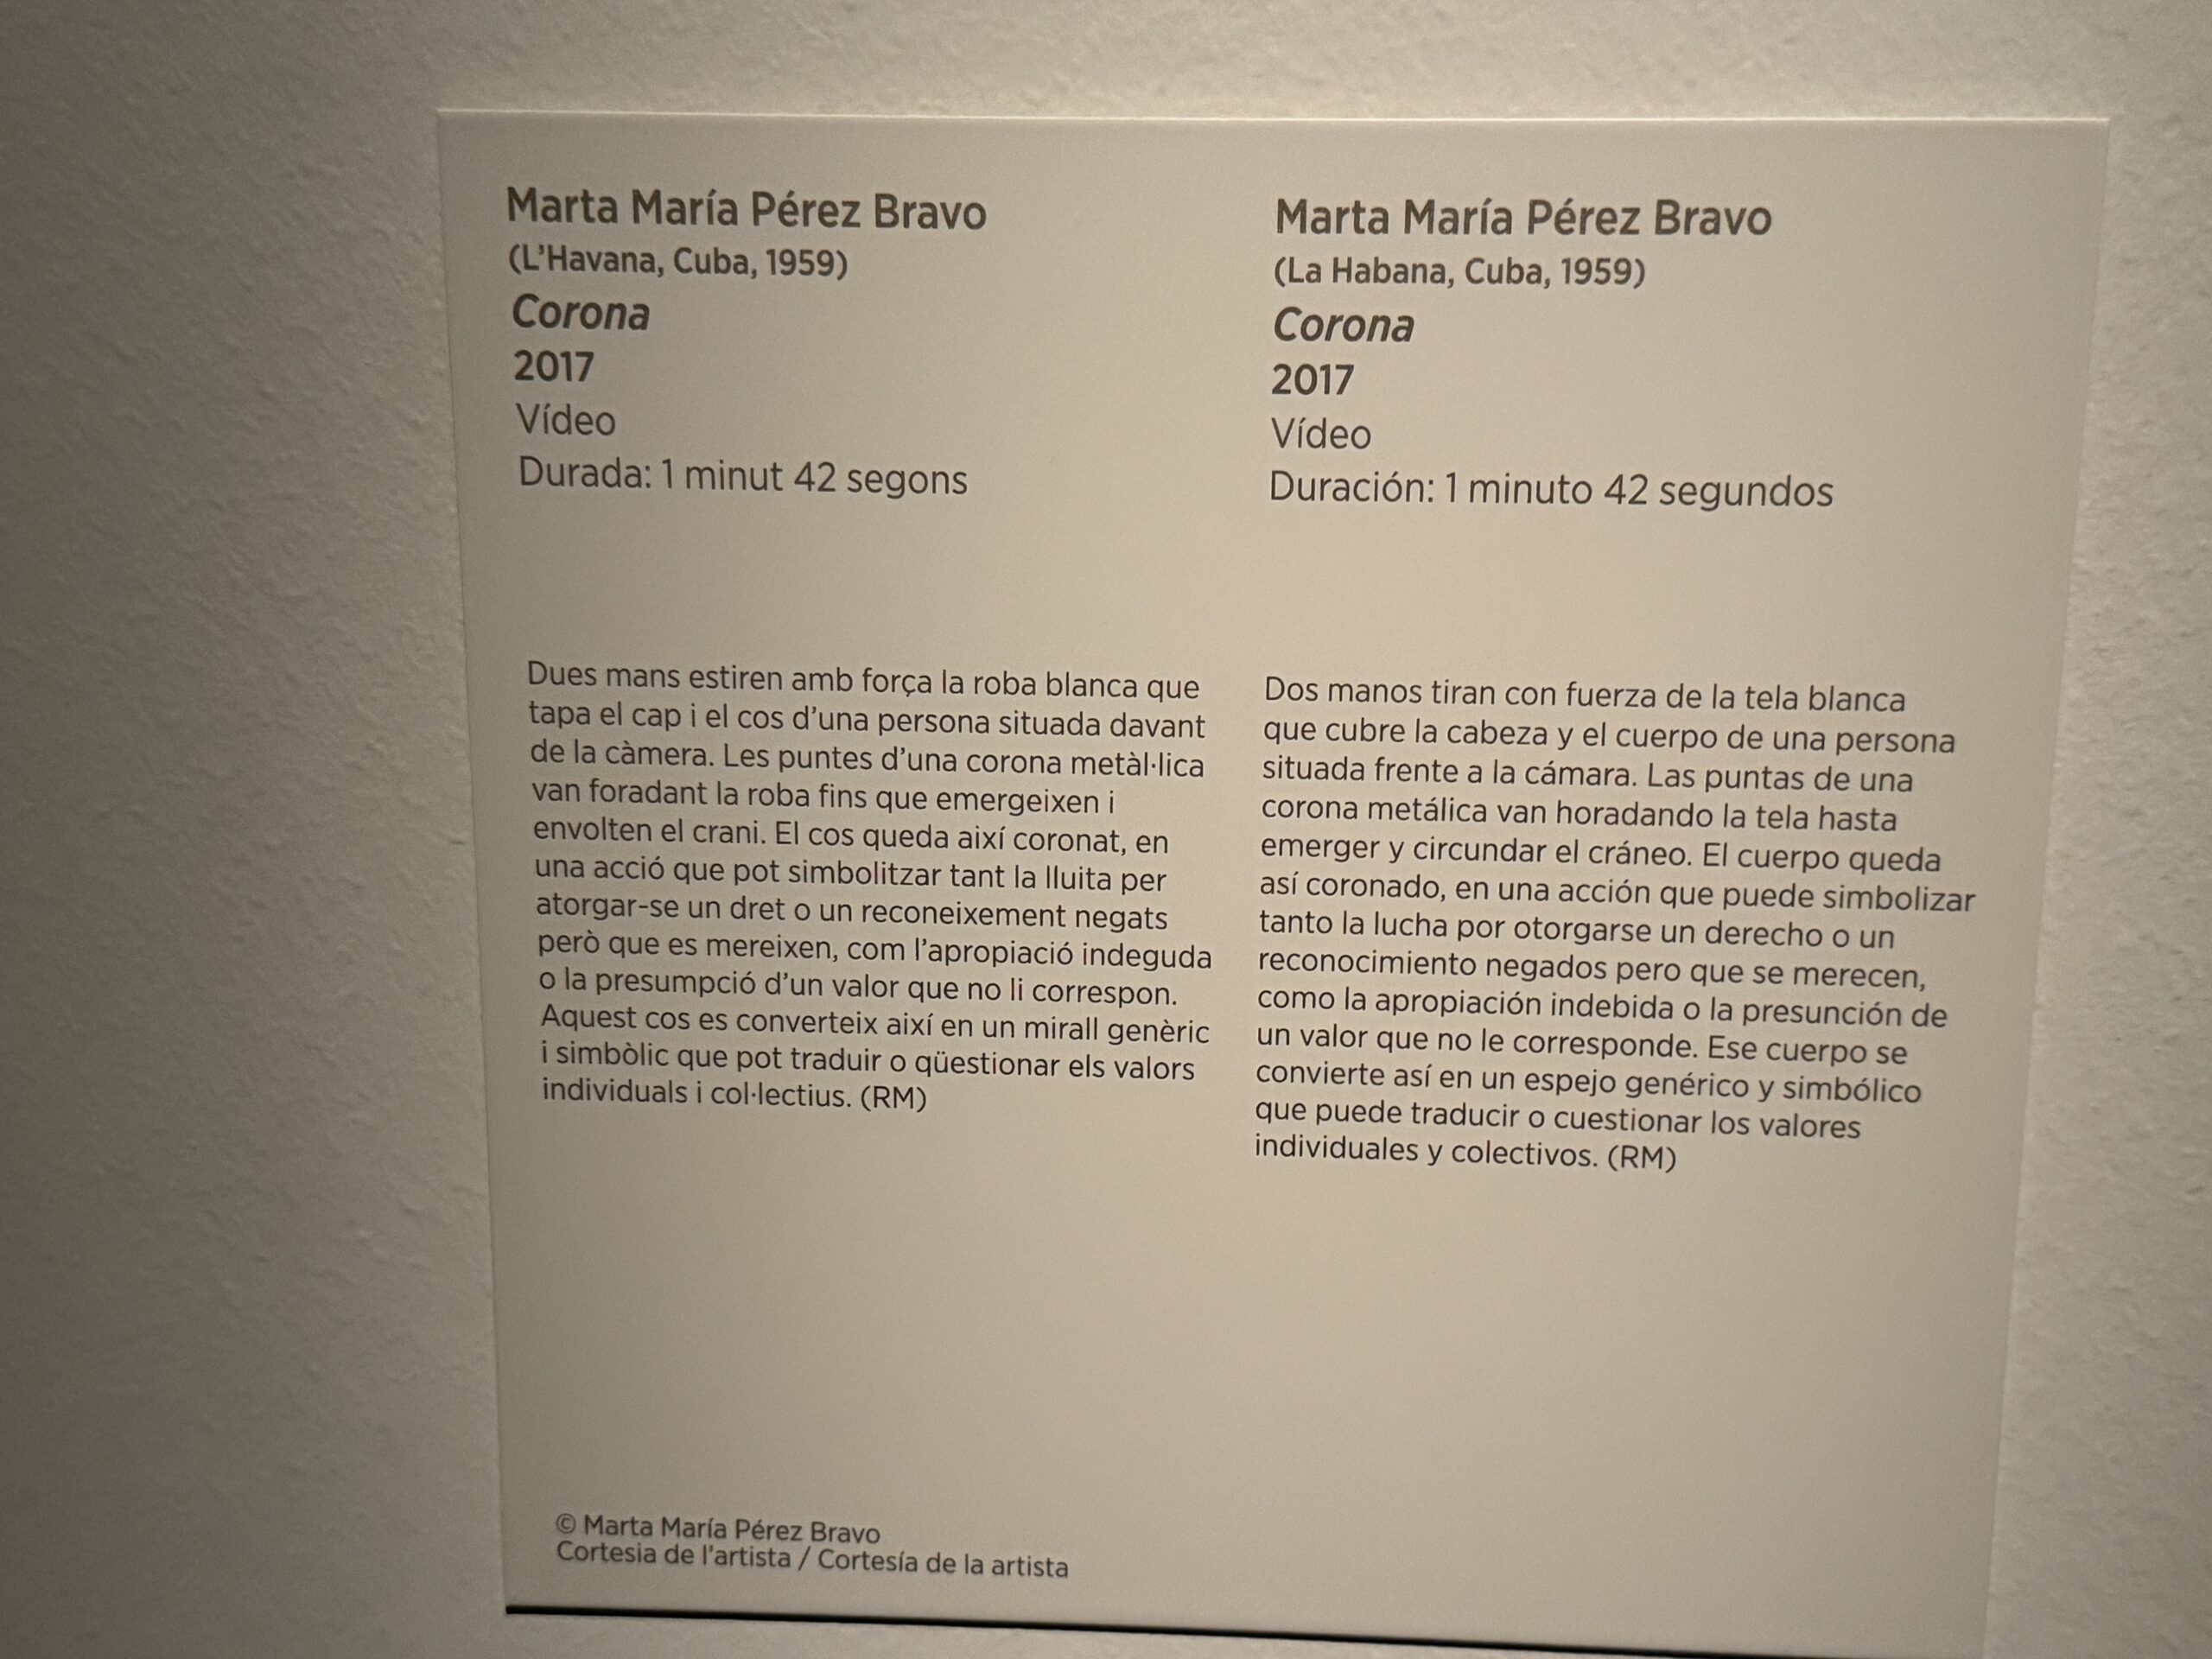 Marta María Pérez Bravo
(L'Havana, Cuba, 1959)
Corona
2017
Vídeo
Durada: 1 minut 42 segons
Dues mans estiren amb força la roba blanca que
tapa el cap i el cos d'una persona situada davant
de la càmera. Les puntes d'una corona metàl·lica
van foradant la roba fins que emergeixen i
envolten el crani. El cos queda així coronat, en
una acció que pot simbolitzar tant la lluita per
atorgar-se un dret o un reconeixement negats
però que es mereixen, com l'apropiació indeguda
o la presumpció d'un valor que no li correspon.
Aquest cos es converteix així en un mirall genèric
i simbòlic que pot traduir o qüestionar els valors
individuals i col·lectius. (RM)
Marta María Pérez Bravo
(La Habana, Cuba, 1959)
Corona
2017
Vídeo
Duración: 1 minuto 42 segundos
Dos manos tiran con fuerza de la tela blanca
que cubre la cabeza y el cuerpo de una persona
situada frente a la cámara. Las puntas de una
corona metálica van horadando la tela hasta
emerger y circundar el cráneo. El cuerpo queda
así coronado, en una acción que puede simbolizar
tanto la lucha por otorgarse un derecho o un
reconocimiento negados pero que se merecen,
como la apropiación indebida o la presunción de
un valor que no le corresponde. Ese cuerpo se
convierte así en un espejo genérico y simbólico
que puede traducir o cuestionar los valores
individuales y colectivos. (RM)
© Marta María Pérez Bravo
Cortesia de l'artista / Cortesía de la artista